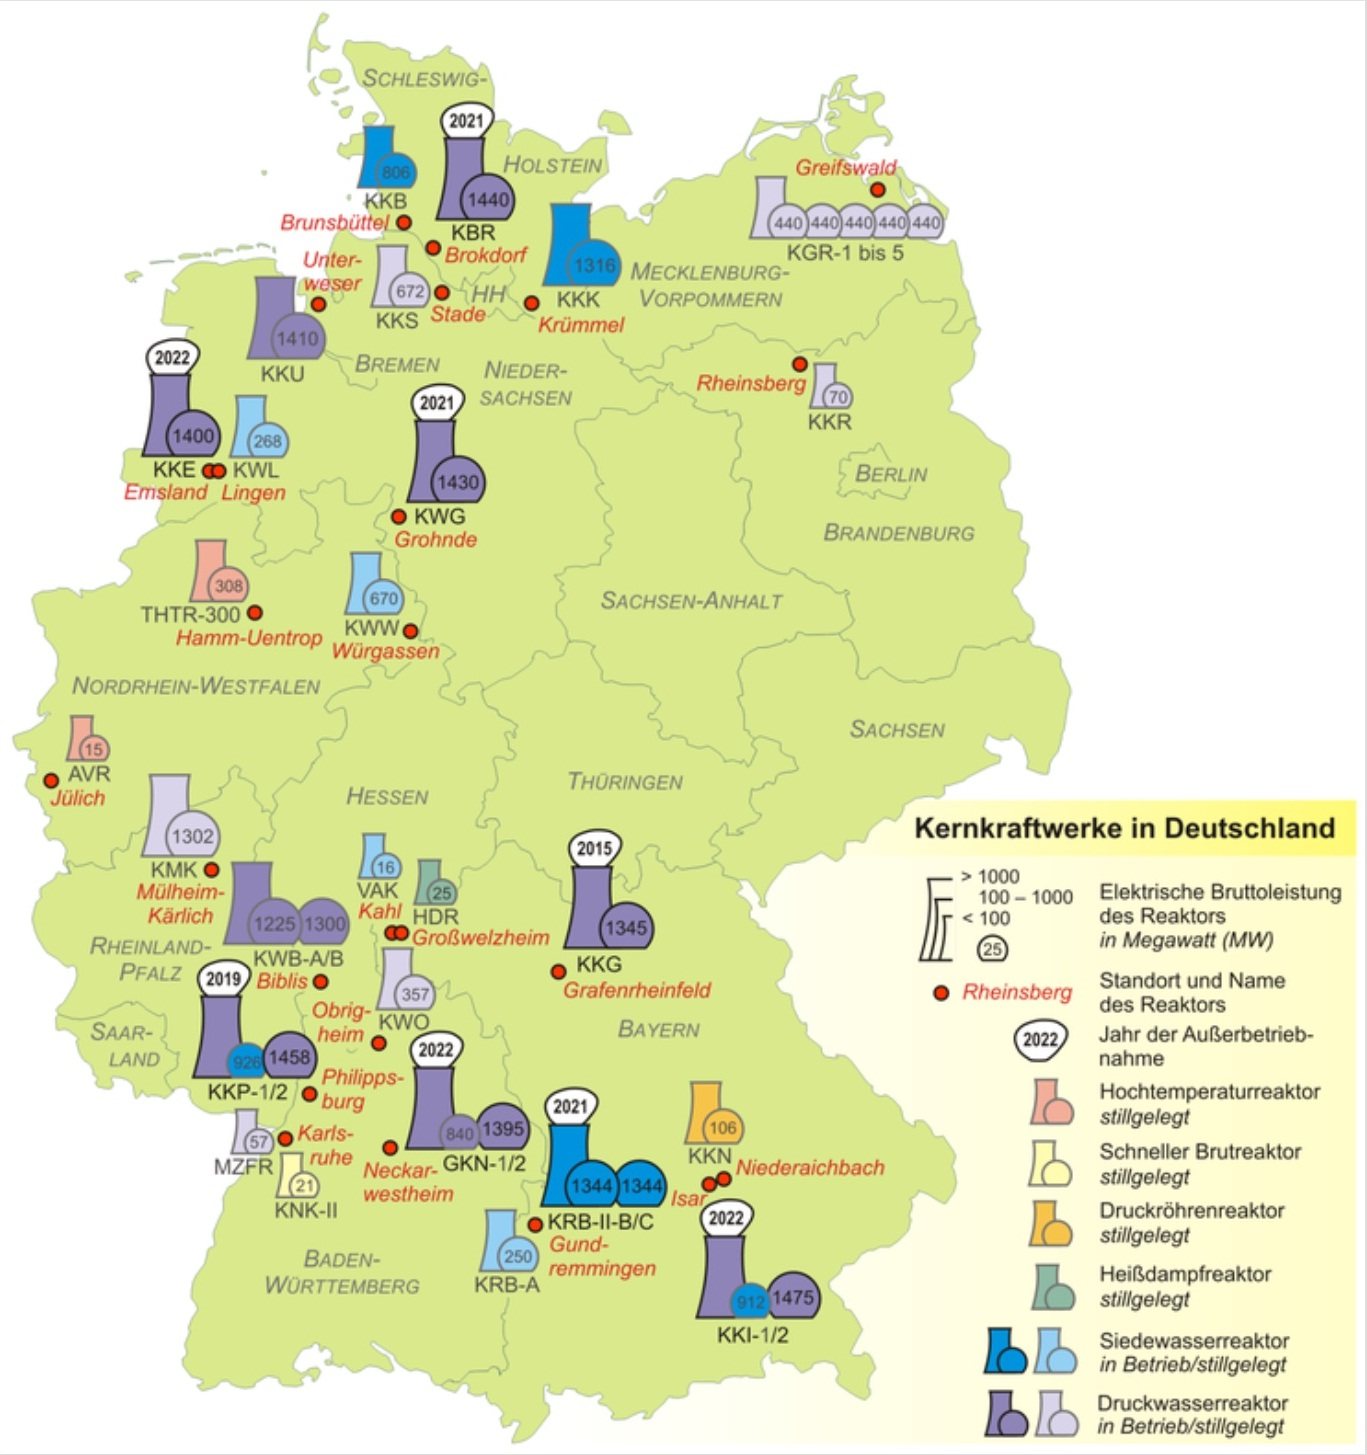 SCHLESWIG-
2021
806
KKB
HOLSTEIN
1440
KBR
Brunsbüttel
Brokdorf
Greifswald
440 440 440 440 440
KGR-1 bis 5
Unter-
weser
672
KKS
HH
Stade
1316
KKK
Krümmel
MECKLENBURG-
VORPOMMERN
1410
KKU
BREMEN
NIEDER-
SACHSEN
Rheinsberg
70
KKR
2022
1400
KKE
268
KWL
Emsland
Lingen
2021
1430
KWG
Grohnde
BERLIN
BRANDENBURG
308
THTR-300
Hamm-Uentrop
670
KWW
Würgassen
SACHSEN-ANHALT
NORDRHEIN-WESTFALEN
15
AVR
Jülich
SACHSEN
THÜRINGEN
HESSEN
1302
KMK
Mülheim-
Kärlich
16
VAK
Kahl
25
HDR
Großwelzheim
2015
1345
KKG
Grafenrheinfeld
1225 1300
KWB-A/B
Biblis
RHEINLAND-
PFALZ
2019
926 1458
KKP-1/2
Philipps-
burg
357
KWO
Obrig-
heim
SAAR-
LAND
BAYERN
2022
840 1395
GKN-1/2
Neckar-
westheim
57
MZFR
Karls-
ruhe
21
KNK-II
2021
1344 1344
KRB-II-B/C
Gund-
remmingen
250
KRB-A
106
KKN
Niederaichbach
Isar
2022
912 1475
KKI-1/2
BADEN-
WÜRTTEMBERG
Kernkraftwerke in Deutschland
> 1000
100 – 1000
< 100
25
Elektrische Bruttoleistung
des Reaktors
in Megawatt (MW)
Rheinsberg
Standort und Name
des Reaktors
2022
Jahr der Außerbetrieb-
nahme
Hochtemperaturreaktor
stillgelegt
Schneller Brutreaktor
stillgelegt
Druckröhrenreaktor
stillgelegt
Heißdampfreaktor
stillgelegt
Siedewasserreaktor
in Betrieb/stillgelegt
Druckwasserreaktor
in Betrieb/stillgelegt